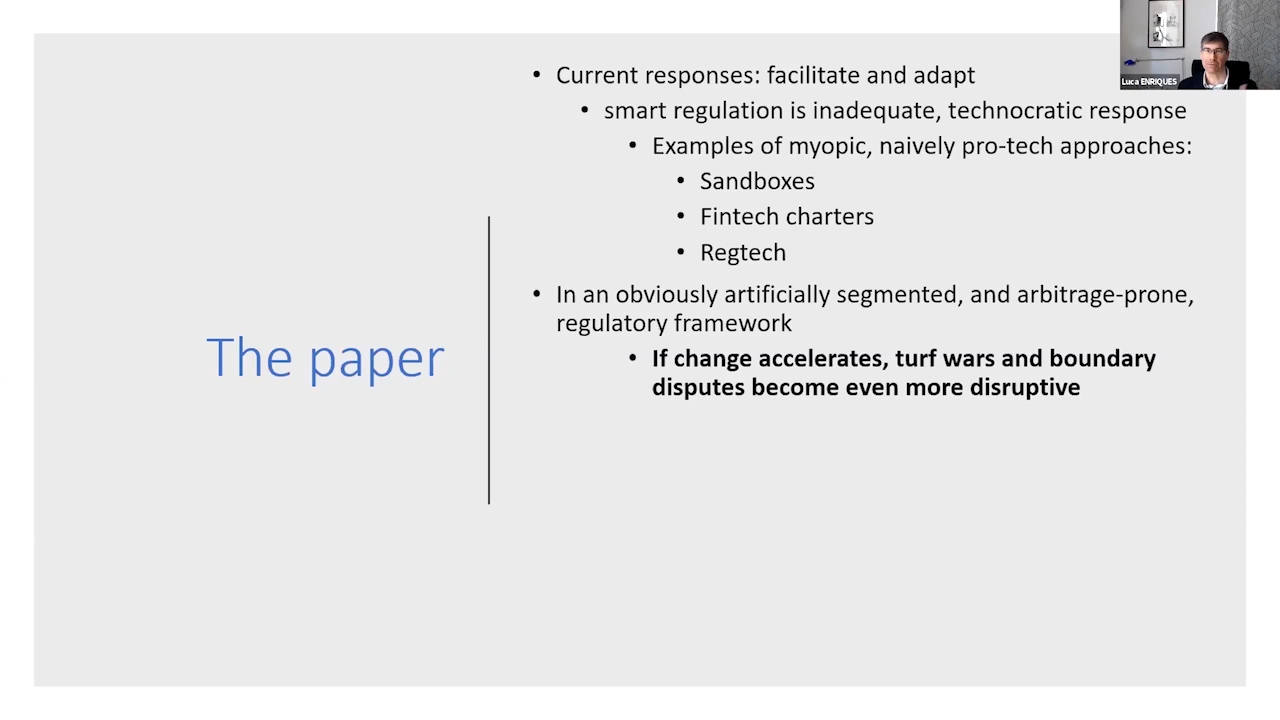 Luca ENRIQUES
• Current responses: facilitate and adapt
• smart regulation is inadequate, technocratic response
• Examples of myopic, naively pro-tech approaches:
• Sandboxes
• Fintech charters
• Regtech
• In an obviously artificially segmented, and arbitrage-prone,
regulatory framework
• If change accelerates, turf wars and boundary
disputes become even more disruptive
The paper